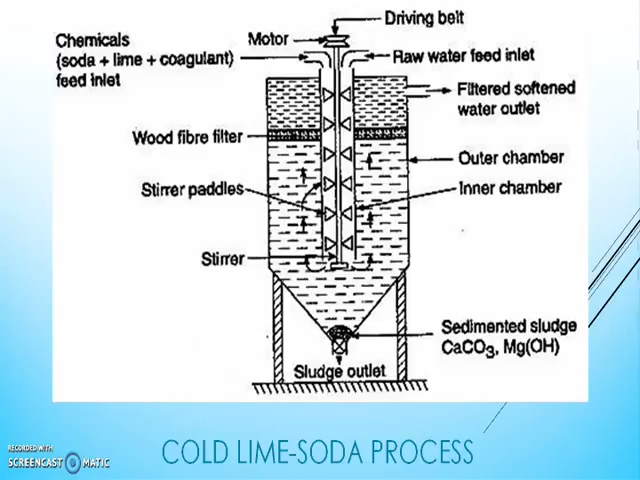 Driving belt
Motor
Chemicals
(soda + lime + coagulant)
feed inlet
Raw water feed inlet
Filtered softened
water outlet
Wood fibre filter
Outer chamber
Stirrer paddles
Inner chamber
Stirrer
Sedimented sludge
CaCO₃, Mg(OH)
Sludge outlet
RECORDED WITH
SCREENCAST MATIC
COLD LIME-SODA PROCESS